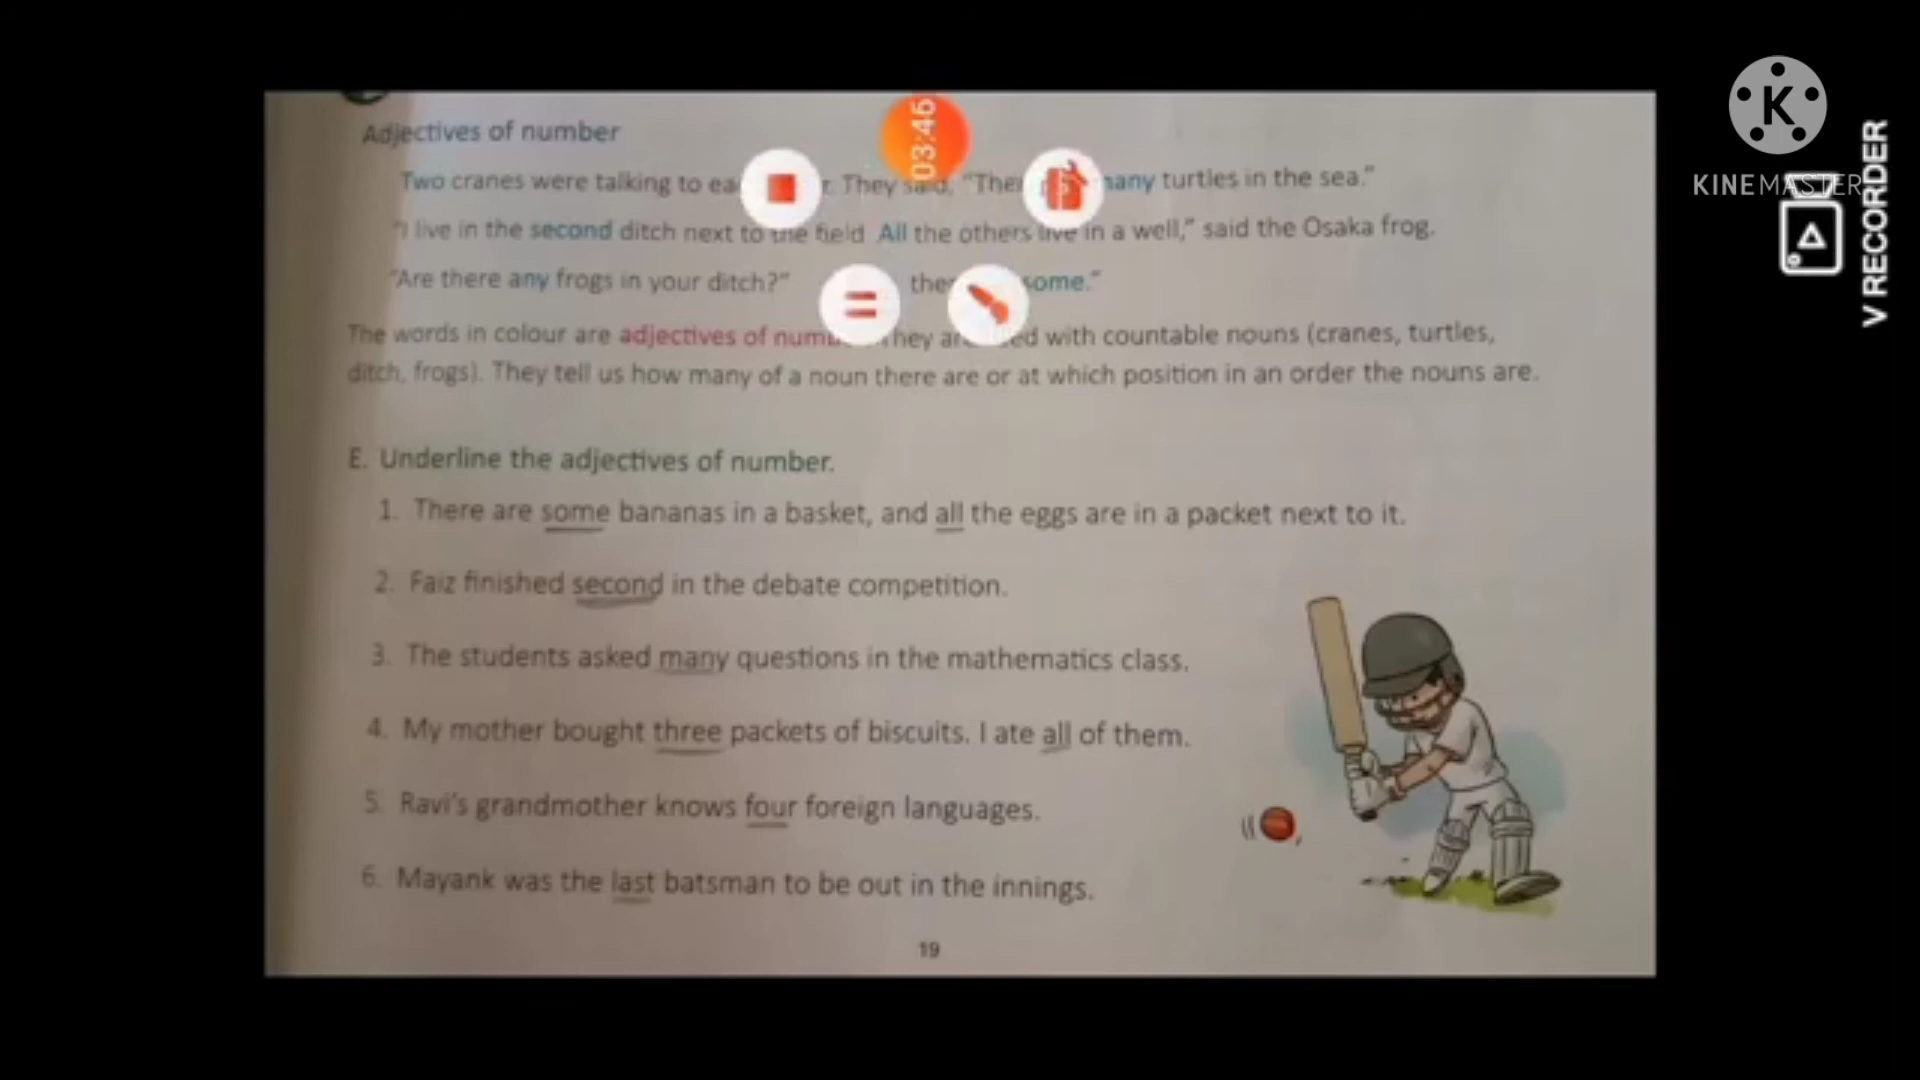 03:46
KINEMASTER
V RECORDER
Adjectives of number
Two cranes were talking to They said, many turtles in the sea."
"I live in the second ditch next to the field All the others live in a well," said the Osaka frog.
"Are there any frogs in your ditch?" some."
The words in colour are adjectives of with countable nouns (cranes, turtles,
ditch, frogs). They tell us how many of a noun there are or at which position in an order the nouns are.
E. Underline the adjectives of number.
1. There are some bananas in a basket, and all the eggs are in a packet next to it.
2. Faiz finished second in the debate competition.
3. The students asked many questions in the mathematics class.
4. My mother bought three packets of biscuits. I ate all of them.
5. Ravi's grandmother knows four foreign languages.
6. Mayank was the last batsman to be out in the innings.
19